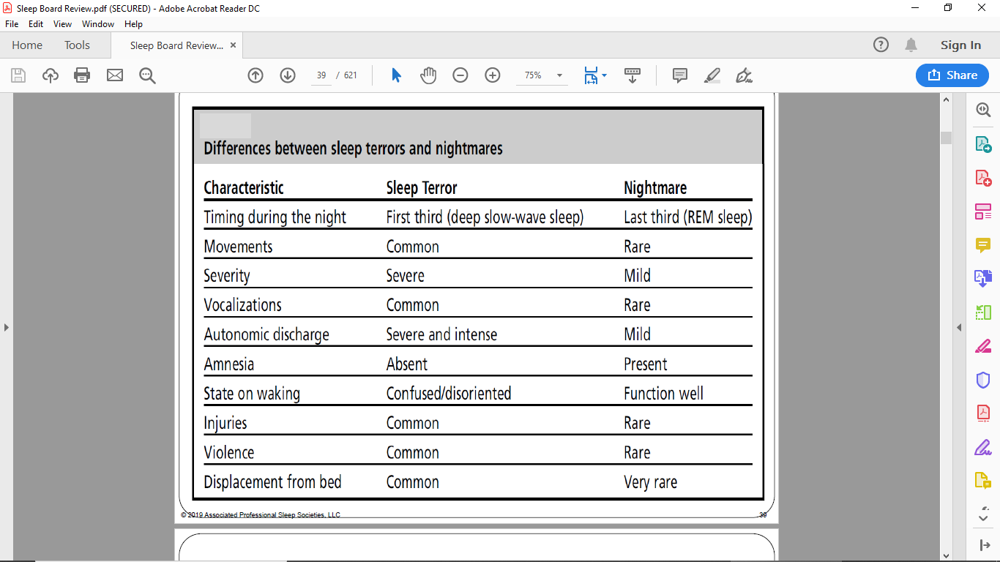 Sleep Board Review.pdf (SECURED) - Adobe Acrobat Reader DC
File Edit View Window Help
Home Tools Sleep Board Review... × Sign In
39 / 621 75% Share
Differences between sleep terrors and nightmares
Characteristic Sleep Terror Nightmare
Timing during the night First third (deep slow-wave sleep) Last third (REM sleep)
Movements Common Rare
Severity Severe Mild
Vocalizations Common Rare
Autonomic discharge Severe and intense Mild
Amnesia Absent Present
State on waking Confused/disoriented Function well
Injuries Common Rare
Violence Common Rare
Displacement from bed Common Very rare
© 2019 Associated Professional Sleep Societies, LLC 39